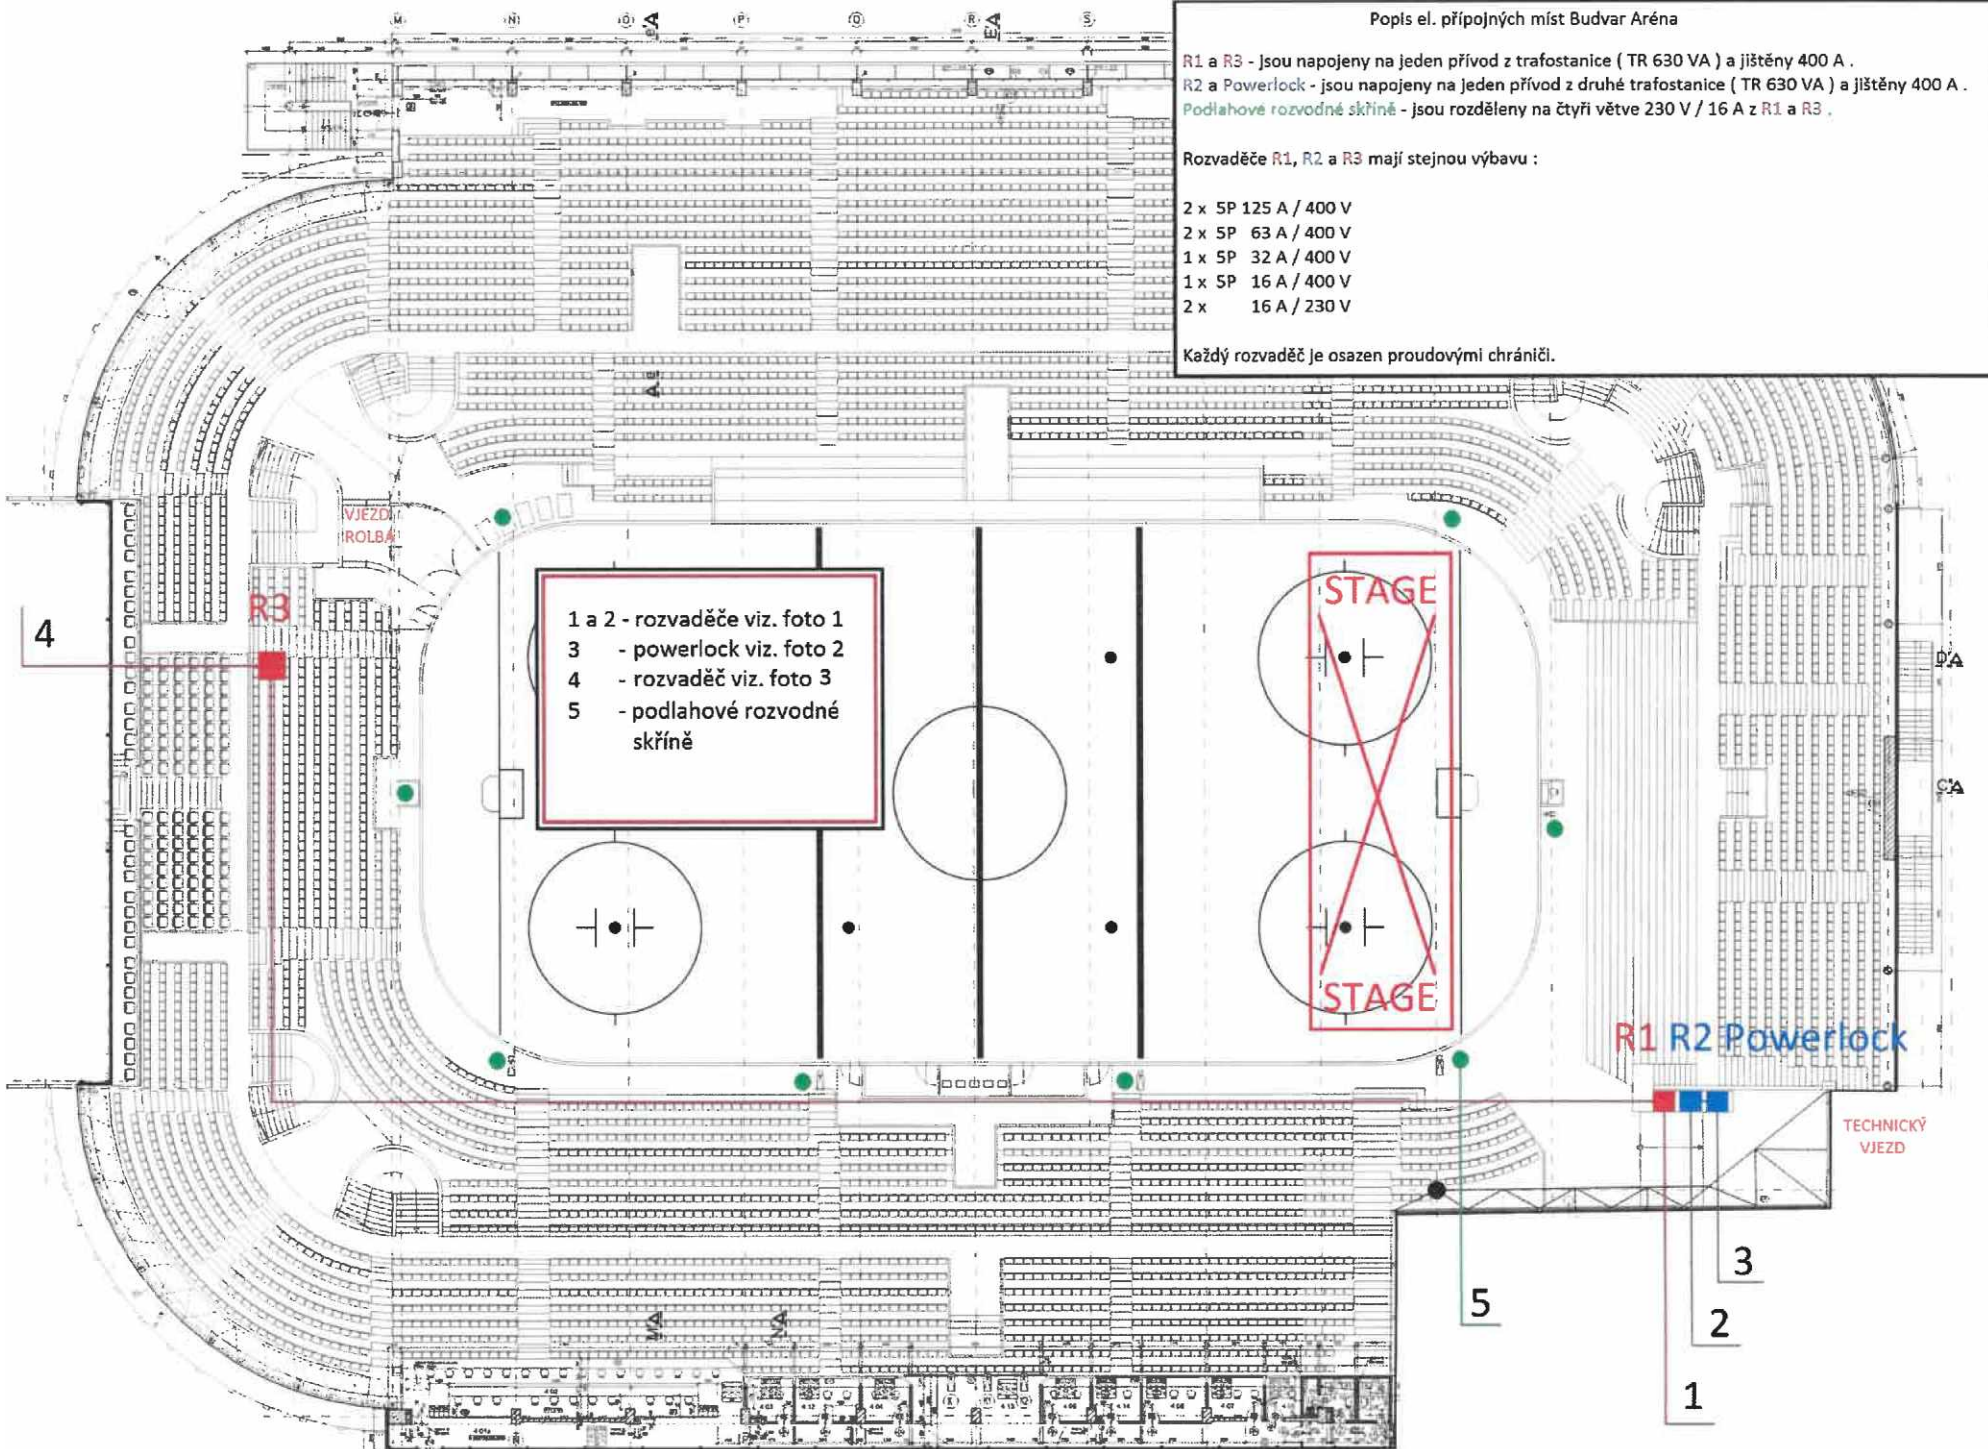 M
N
O
P
Q
R
S
Popis el. přípojných míst Budvar Aréna
R1 a R3 - jsou napojeny na jeden přívod z trafostanice ( TR 630 VA ) a jištěny 400 A .
R2 a Powerlock - jsou napojeny na jeden přívod z druhé trafostanice ( TR 630 VA ) a jištěny 400 A .
Podlahové rozvodné skříně - jsou rozděleny na čtyři větve 230 V / 16 A z R1 a R3 .
Rozvaděče R1, R2 a R3 mají stejnou výbavu :
2 x 5P 125 A / 400 V
2 x 5P 63 A / 400 V
1 x 5P 32 A / 400 V
1 x 5P 16 A / 400 V
2 x 16 A / 230 V
Každý rozvaděč je osazen proudovými chrániči.
VJEZD
ROLBA
R3
4
1 a 2 - rozvaděče viz. foto 1
3 - powerlock viz. foto 2
4 - rozvaděč viz. foto 3
5 - podlahové rozvodné
skříně
STAGE
STAGE
R1 R2 Powerlock
TECHNICKÝ
VJEZD
5
3
2
1